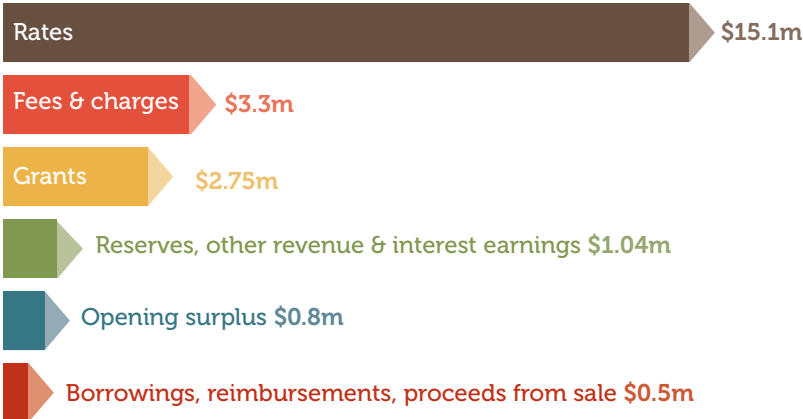 Rates $15.1m
Fees & charges $3.3m
Grants $2.75m
Reserves, other revenue & interest earnings $1.04m
Opening surplus $0.8m
Borrowings, reimbursements, proceeds from sale $0.5m